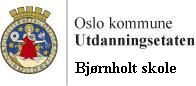 Oslo kommune
Utdanningsetaten
Bjørnholt skole